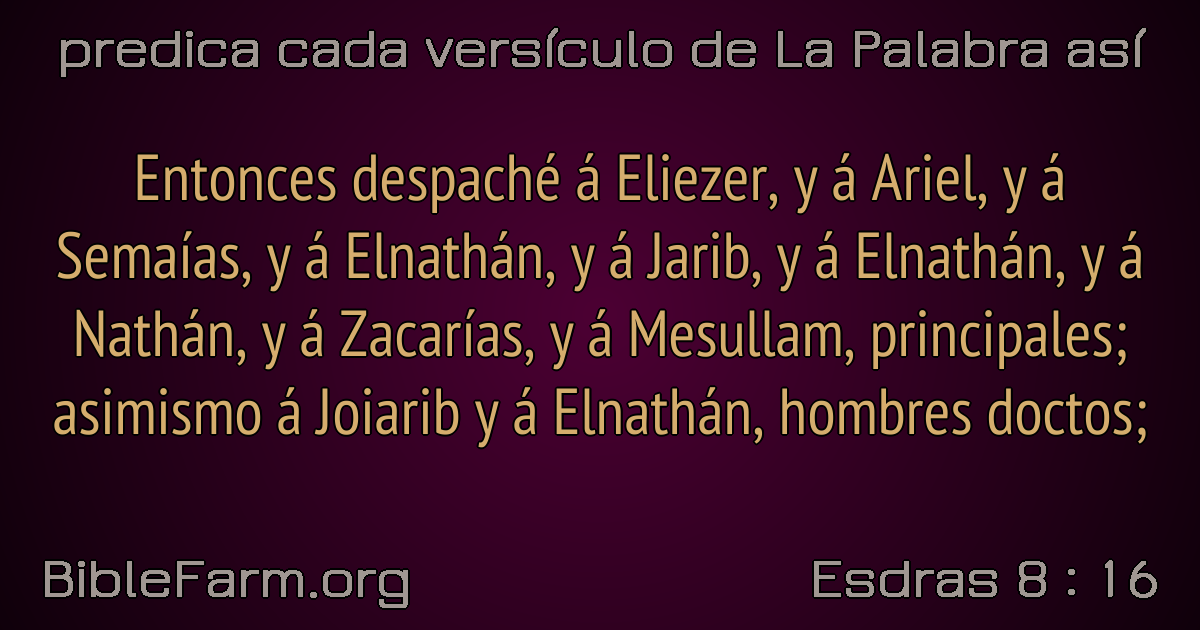 predica cada versículo de La Palabra así
Entonces despaché á Eliezer, y á Ariel, y á
Semaías, y á Elnathán, y á Jarib, y á Elnathán, y á
Nathán, y á Zacarías, y á Mesullam, principales;
asimismo á Joiarib y á Elnathán, hombres doctos;
BibleFarm.org
Esdras 8 : 16